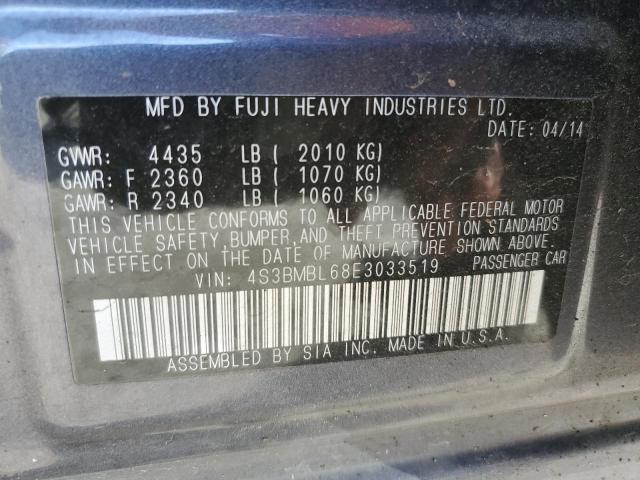 MFD BY FUJI HEAVY INDUSTRIES LTD.
DATE: 04/14
GVWR: 4435 LB ( 2010 KG)
GAWR: F 2360 LB ( 1070 KG)
GAWR: R 2340 LB ( 1060 KG)
THIS VEHICLE CONFORMS TO ALL APPLICABLE FEDERAL MOTOR
VEHICLE SAFETY, BUMPER, AND THEFT PREVENTION STANDARDS
IN EFFECT ON THE DATE OF MANUFACTURE SHOWN ABOVE.
VIN: 4S3BMBL68E3033519 PASSENGER CAR
ASSEMBLED BY SIA INC. MADE IN U.S.A.